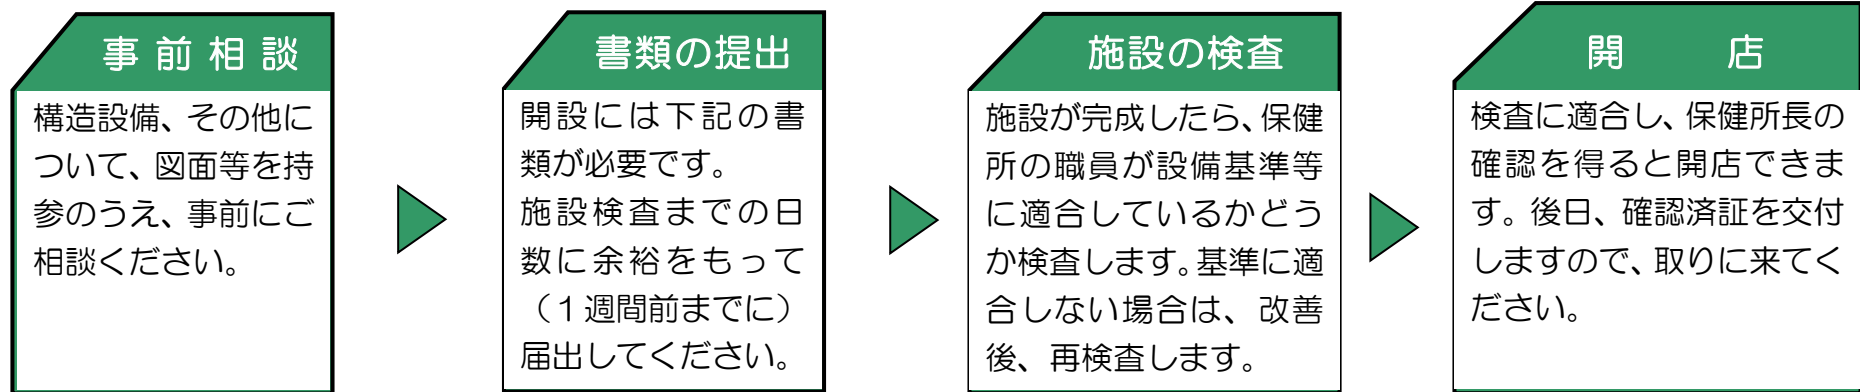 事前相談
構造設備、その他に
ついて、図面等を持
参のうえ、事前にご
相談ください。
書類の提出
開設には下記の書
類が必要です。
施設検査までの日
数に余裕をもって
（１週間前までに）
届出してください。
施設の検査
施設が完成したら、保健
所の職員が設備基準等
に適合しているかどう
か検査します。基準に適
合しない場合は、改善
後、再検査します。
開店
検査に適合し、保健所長の
確認を得ると開店できま
す。後日、確認済証を交付
しますので、取りに来てく
ださい。